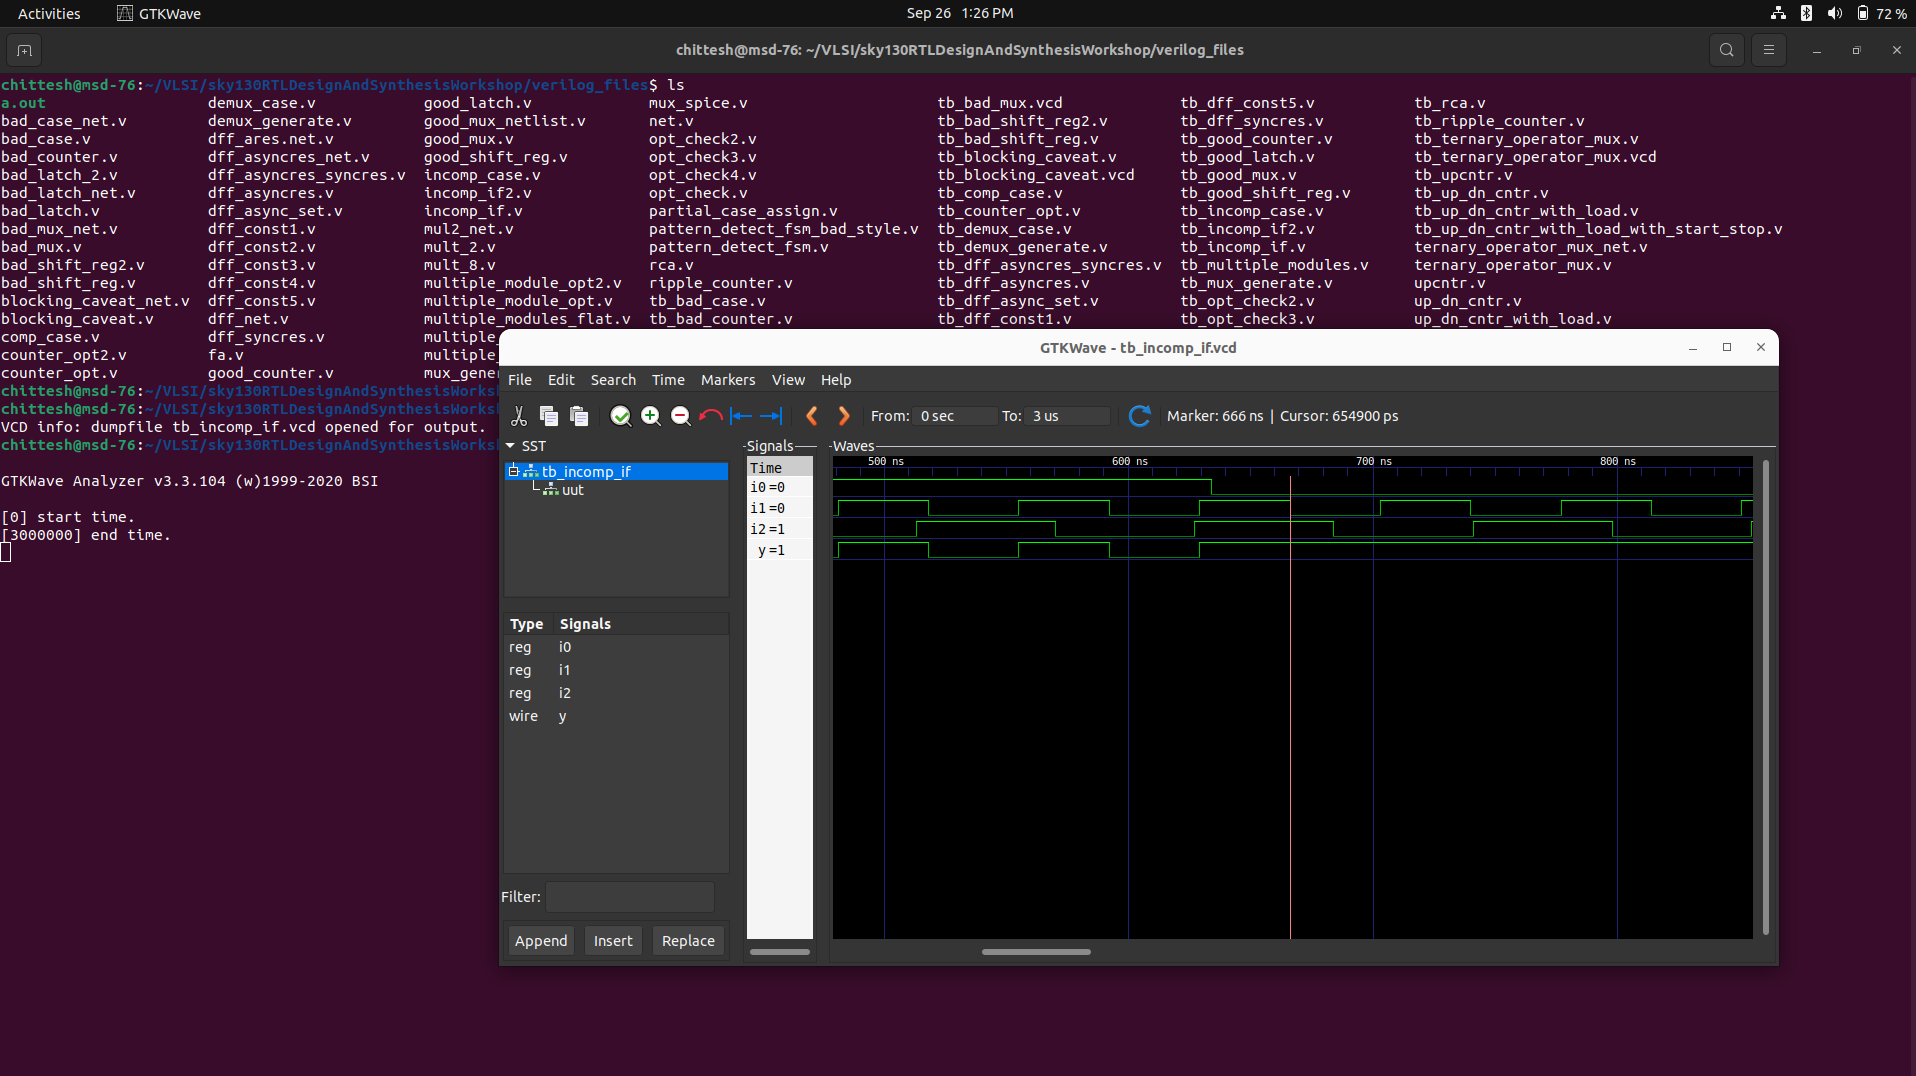 Activities GTKWave Sep 26 1:26 PM 72 %
chittesh@msd-76: ~/VLSI/sky130RTLDesignAndSynthesisWorkshop/verilog_files
chittesh@msd-76:~/VLSI/sky130RTLDesignAndSynthesisWorkshop/verilog_files$ ls
a.out demux_case.v good_latch.v mux_spice.v tb_bad_mux.vcd tb_dff_const5.v tb_rca.v
bad_case_net.v demux_generate.v good_mux_netlist.v net.v tb_bad_shift_reg2.v tb_dff_syncres.v tb_ripple_counter.v
bad_case.v dff_ares.net.v good_mux.v opt_check2.v tb_bad_shift_reg.v tb_good_counter.v tb_ternary_operator_mux.v
bad_counter.v dff_asyncres_net.v good_shift_reg.v opt_check3.v tb_blocking_caveat.v tb_good_latch.v tb_ternary_operator_mux.vcd
bad_latch_2.v dff_asyncres_syncres.v incomp_case.v opt_check4.v tb_blocking_caveat.vcd tb_good_mux.v tb_upcntr.v
bad_latch_net.v dff_asyncres.v incomp_if2.v opt_check.v tb_comp_case.v tb_good_shift_reg.v tb_up_dn_cntr.v
bad_latch.v dff_async_set.v incomp_if.v partial_case_assign.v tb_counter_opt.v tb_incomp_case.v tb_up_dn_cntr_with_load.v
bad_mux_net.v dff_const1.v mul2_net.v pattern_detect_fsm_bad_style.v tb_demux_case.v tb_incomp_if2.v tb_up_dn_cntr_with_load_with_start_stop.v
bad_mux.v dff_const2.v mult_2.v pattern_detect_fsm.v tb_demux_generate.v tb_incomp_if.v ternary_operator_mux_net.v
bad_shift_reg2.v dff_const3.v mult_8.v rca.v tb_dff_asyncres_syncres.v tb_multiple_modules.v ternary_operator_mux.v
bad_shift_reg.v dff_const4.v multiple_module_opt2.v ripple_counter.v tb_dff_asyncres.v tb_mux_generate.v upcntr.v
blocking_caveat_net.v dff_const5.v multiple_module_opt.v tb_bad_case.v tb_dff_async_set.v tb_opt_check2.v up_dn_cntr.v
blocking_caveat.v dff_net.v multiple_modules_flat.v tb_bad_counter.v tb_dff_const1.v tb_opt_check3.v up_dn_cntr_with_load.v
comp_case.v dff_syncres.v multiple_
counter_opt2.v fa.v multiple
counter_opt.v good_counter.v mux_gene
chittesh@msd-76:~/VLSI/sky130RTLDesignAndSynthesisWorks
chittesh@msd-76:~/VLSI/sky130RTLDesignAndSynthesisWorks
VCD info: dumpfile tb_incomp_if.vcd opened for output.
chittesh@msd-76:~/VLSI/sky130RTLDesignAndSynthesisWorks
GTKWave Analyzer v3.3.104 (w)1999-2020 BSI
[0] start time.
[3000000] end time.
GTKWave - tb_incomp_if.vcd
File Edit Search Time Markers View Help
From: 0 sec To: 3 us Marker: 666 ns | Cursor: 654900 ps
SST
tb_incomp_if
uut
Type Signals
reg i0
reg i1
reg i2
wire y
Filter:
Append Insert Replace
Signals
Time
i0 =0
i1 =0
i2 =1
y =1
Waves
500 ns 600 ns 700 ns 800 ns